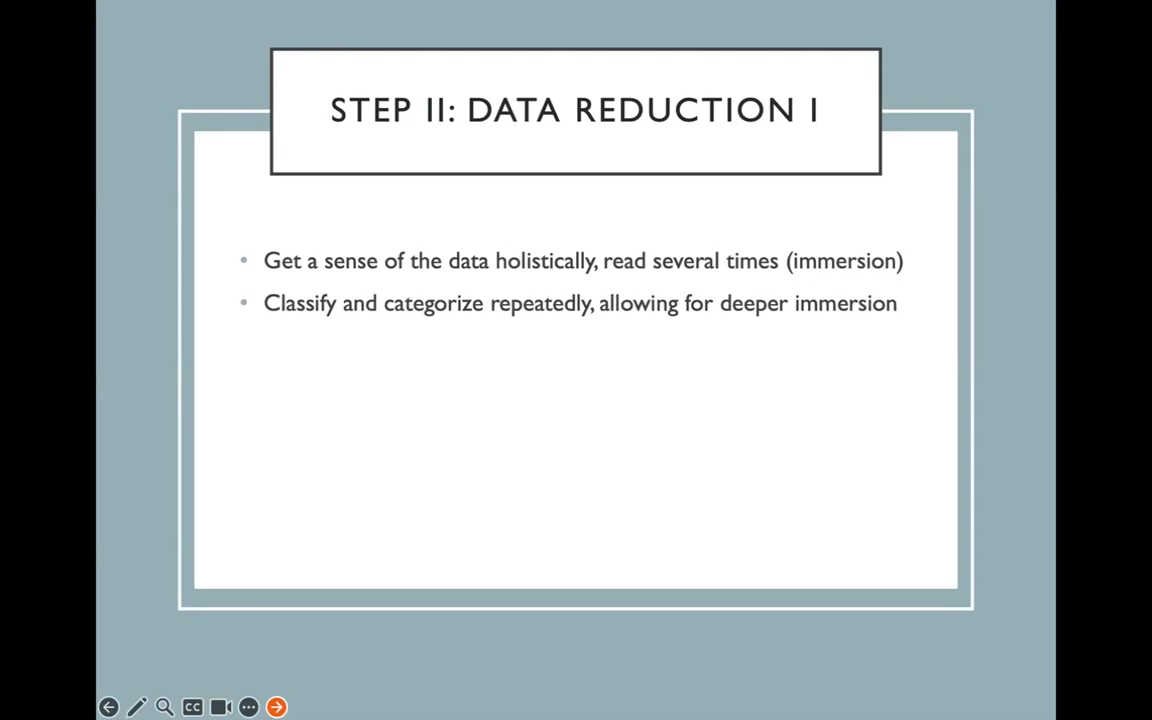 STEP II: DATA REDUCTION I
• Get a sense of the data holistically, read several times (immersion)
• Classify and categorize repeatedly, allowing for deeper immersion
CC